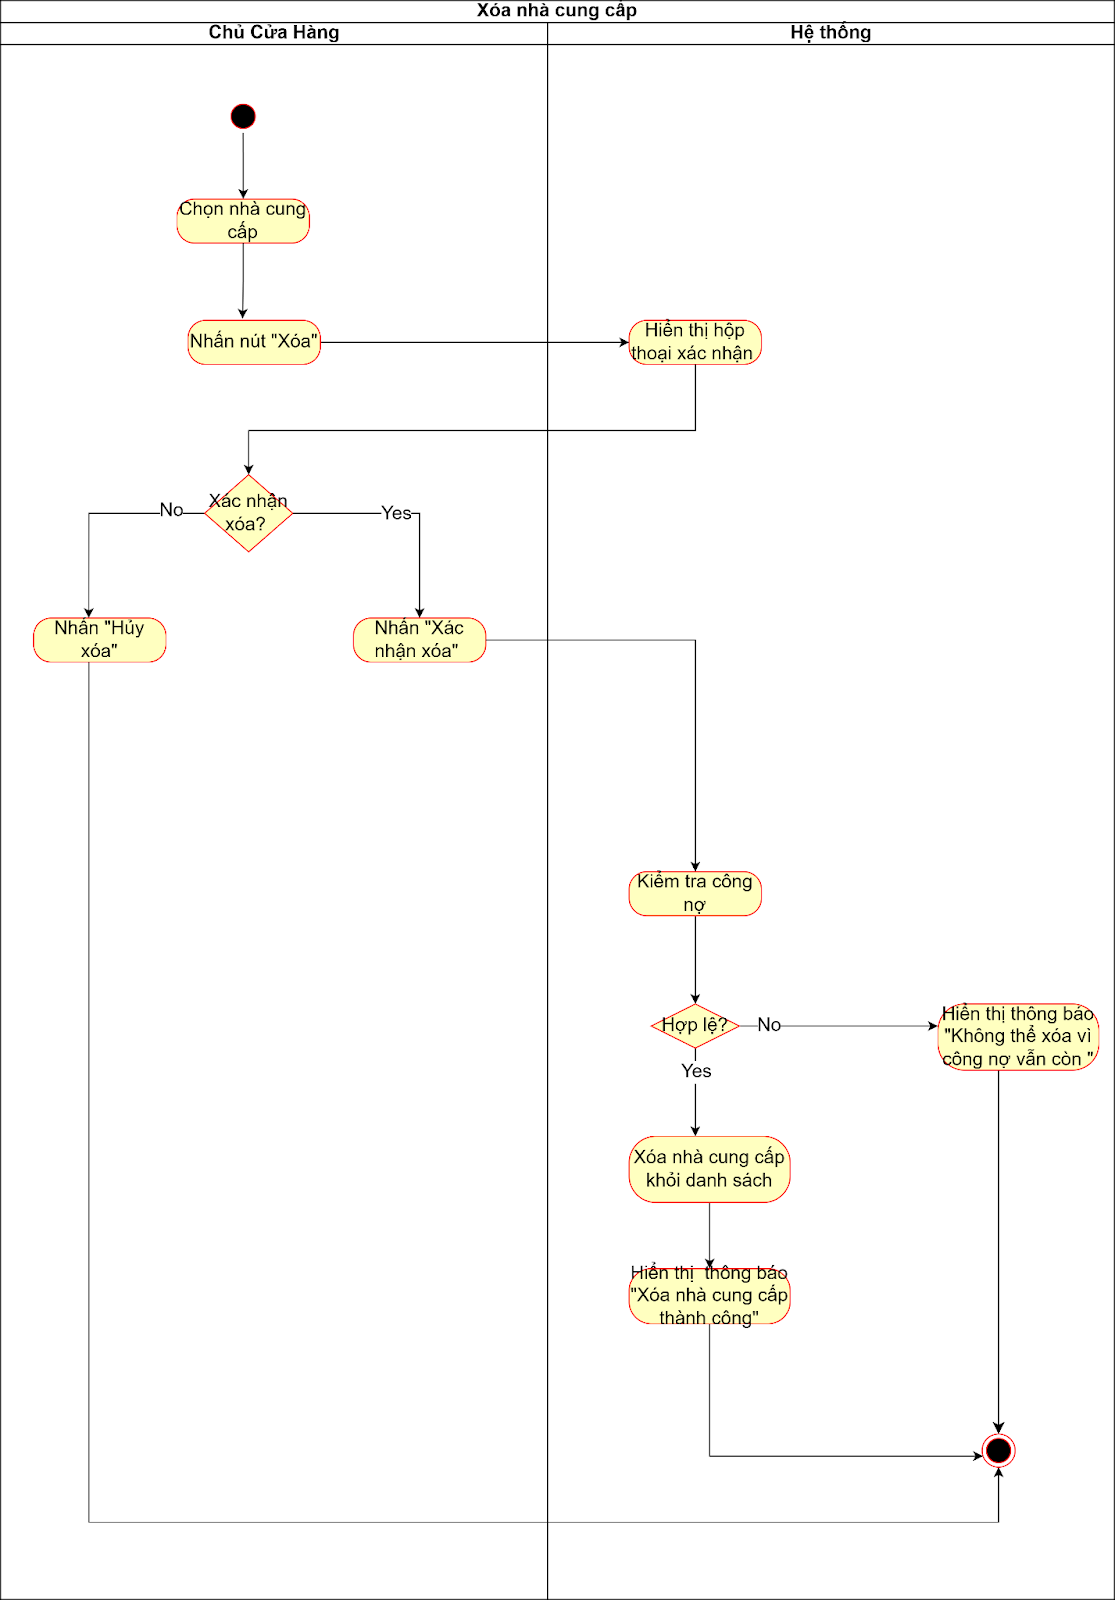 Xóa nhà cung cấp
Chủ Cửa Hàng
Hệ thống
Chọn nhà cung
cấp
Nhấn nút "Xóa"
Hiển thị hộp
thoại xác nhận
Xác nhận
xóa?
No
Yes
Nhấn "Hủy
xóa"
Nhấn "Xác
nhận xóa"
Kiểm tra công
nợ
Hợp lệ?
No
Hiển thị thông báo
"Không thể xóa vì
công nợ vẫn còn "
Yes
Xóa nhà cung cấp
khỏi danh sách
Hiển thị  thông báo
"Xóa nhà cung cấp
thành công"